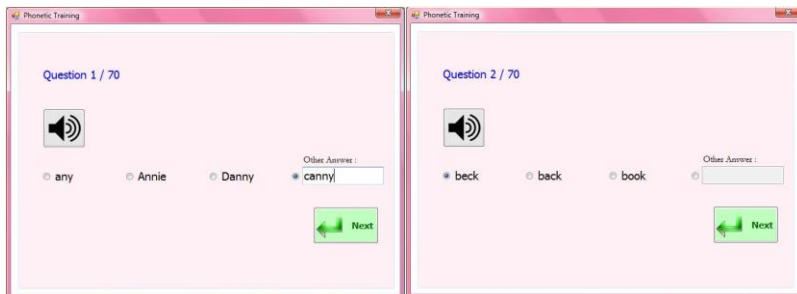 Phonetic Training
Question 1 / 70
Other Answer :
any Annie Danny canny
Next
Phonetic Training
Question 2 / 70
Other Answer :
beck back book
Next